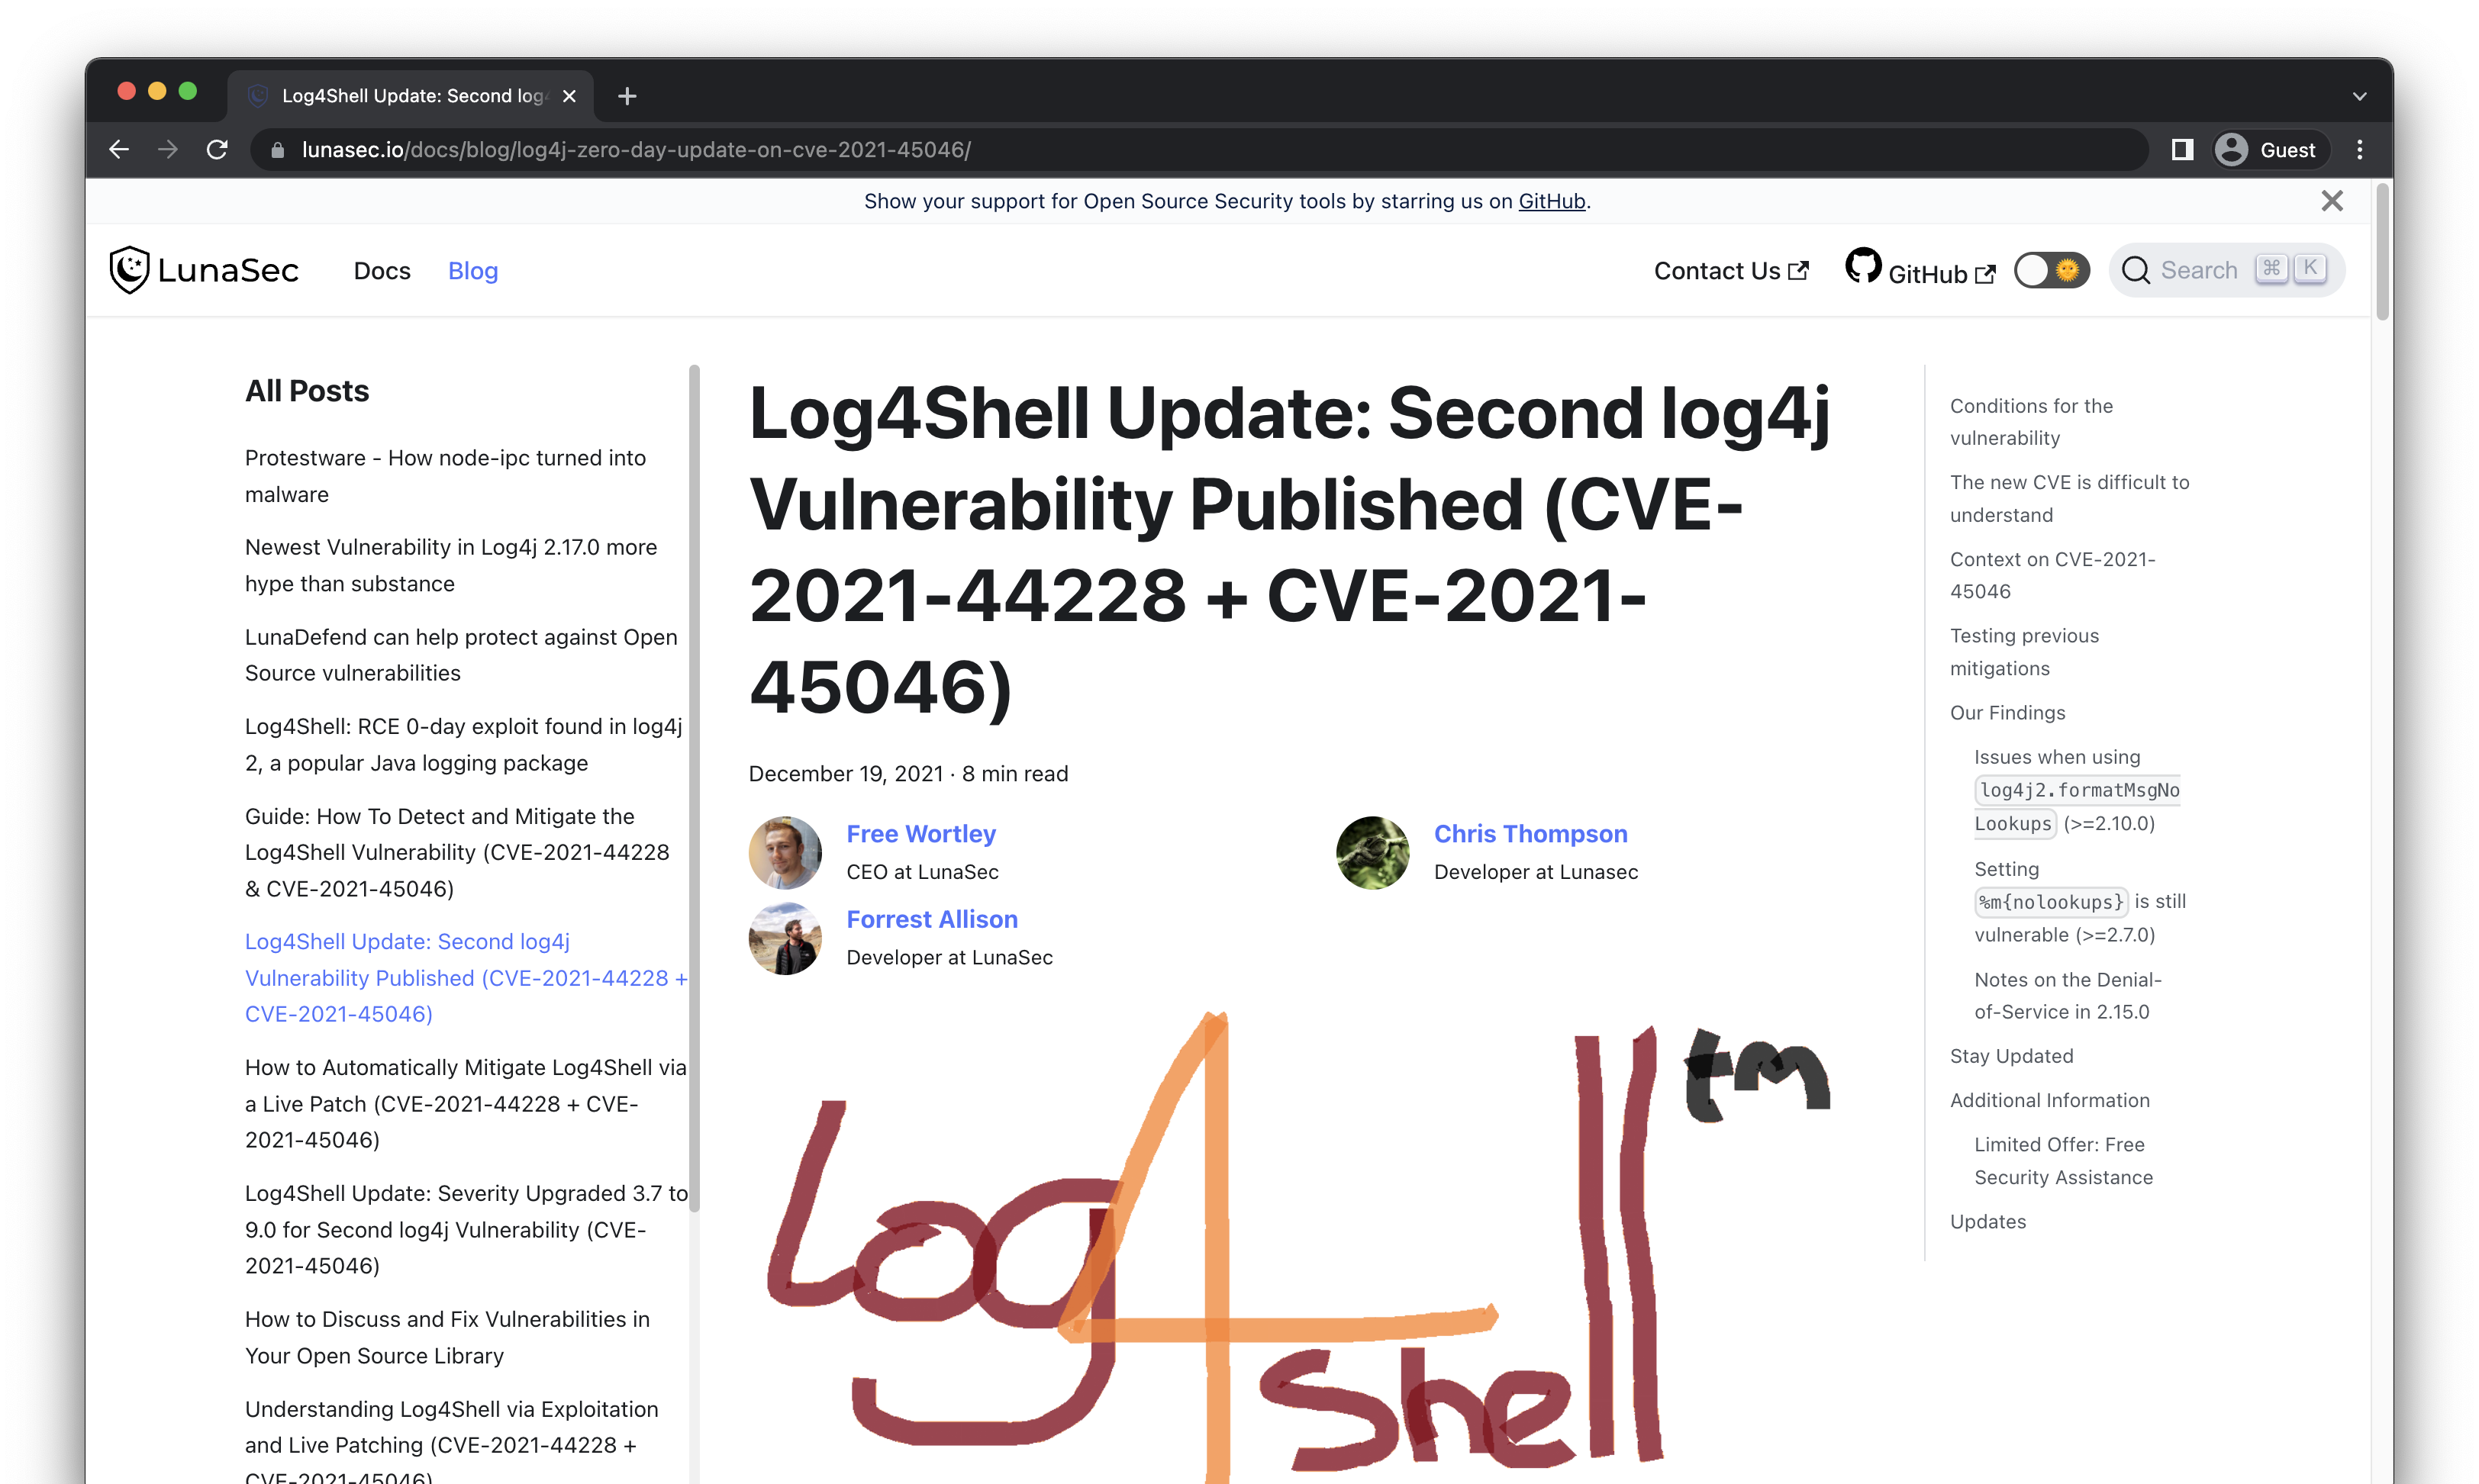 Log4Shell Update: Second log4
lunasec.io/docs/blog/log4j-zero-day-update-on-cve-2021-45046/
Guest
Show your support for Open Source Security tools by starring us on GitHub.
LunaSec
Docs
Blog
Contact Us
GitHub
Search
⌘ K
All Posts
Protestware - How node-ipc turned into
malware
Newest Vulnerability in Log4j 2.17.0 more
hype than substance
LunaDefend can help protect against Open
Source vulnerabilities
Log4Shell: RCE 0-day exploit found in log4j
2, a popular Java logging package
Guide: How To Detect and Mitigate the
Log4Shell Vulnerability (CVE-2021-44228
& CVE-2021-45046)
Log4Shell Update: Second log4j
Vulnerability Published (CVE-2021-44228 +
CVE-2021-45046)
How to Automatically Mitigate Log4Shell via
a Live Patch (CVE-2021-44228 + CVE-
2021-45046)
Log4Shell Update: Severity Upgraded 3.7 to
9.0 for Second log4j Vulnerability (CVE-
2021-45046)
How to Discuss and Fix Vulnerabilities in
Your Open Source Library
Understanding Log4Shell via Exploitation
and Live Patching (CVE-2021-44228 +
CVE-2021-45046)
Log4Shell Update: Second log4j
Vulnerability Published (CVE-
2021-44228 + CVE-2021-
45046)
December 19, 2021 · 8 min read
Free Wortley
CEO at LunaSec
Chris Thompson
Developer at Lunasec
Forrest Allison
Developer at LunaSec
Log4Shell tm
Conditions for the
vulnerability
The new CVE is difficult to
understand
Context on CVE-2021-
45046
Testing previous
mitigations
Our Findings
Issues when using
log4j2.formatMsgNo
Lookups (>=2.10.0)
Setting
%m{nolookups} is still
vulnerable (>=2.7.0)
Notes on the Denial-
of-Service in 2.15.0
Stay Updated
Additional Information
Limited Offer: Free
Security Assistance
Updates